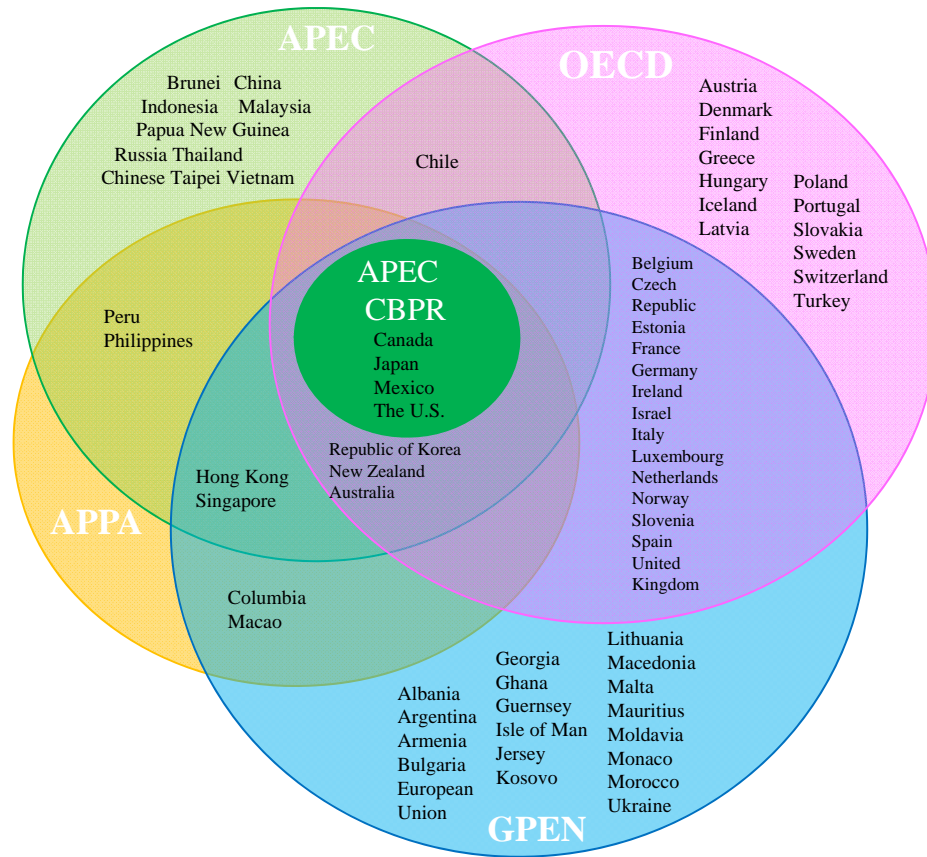 APEC
Brunei China
Indonesia Malaysia
Papua New Guinea
Russia Thailand
Chinese Taipei Vietnam
OECD
Austria
Denmark
Finland
Greece
Hungary
Iceland
Latvia
Poland
Portugal
Slovakia
Sweden
Switzerland
Turkey
Chile
APEC
CBPR
Canada
Japan
Mexico
The U.S.
Republic of Korea
New Zealand
Australia
Peru
Philippines
Hong Kong
Singapore
APPA
Columbia
Macao
Belgium
Czech
Republic
Estonia
France
Germany
Ireland
Israel
Italy
Luxembourg
Netherlands
Norway
Slovenia
Spain
United
Kingdom
Albania
Argentina
Armenia
Bulgaria
European
Union
Georgia
Ghana
Guernsey
Isle of Man
Jersey
Kosovo
Lithuania
Macedonia
Malta
Mauritius
Moldavia
Monaco
Morocco
Ukraine
GPEN